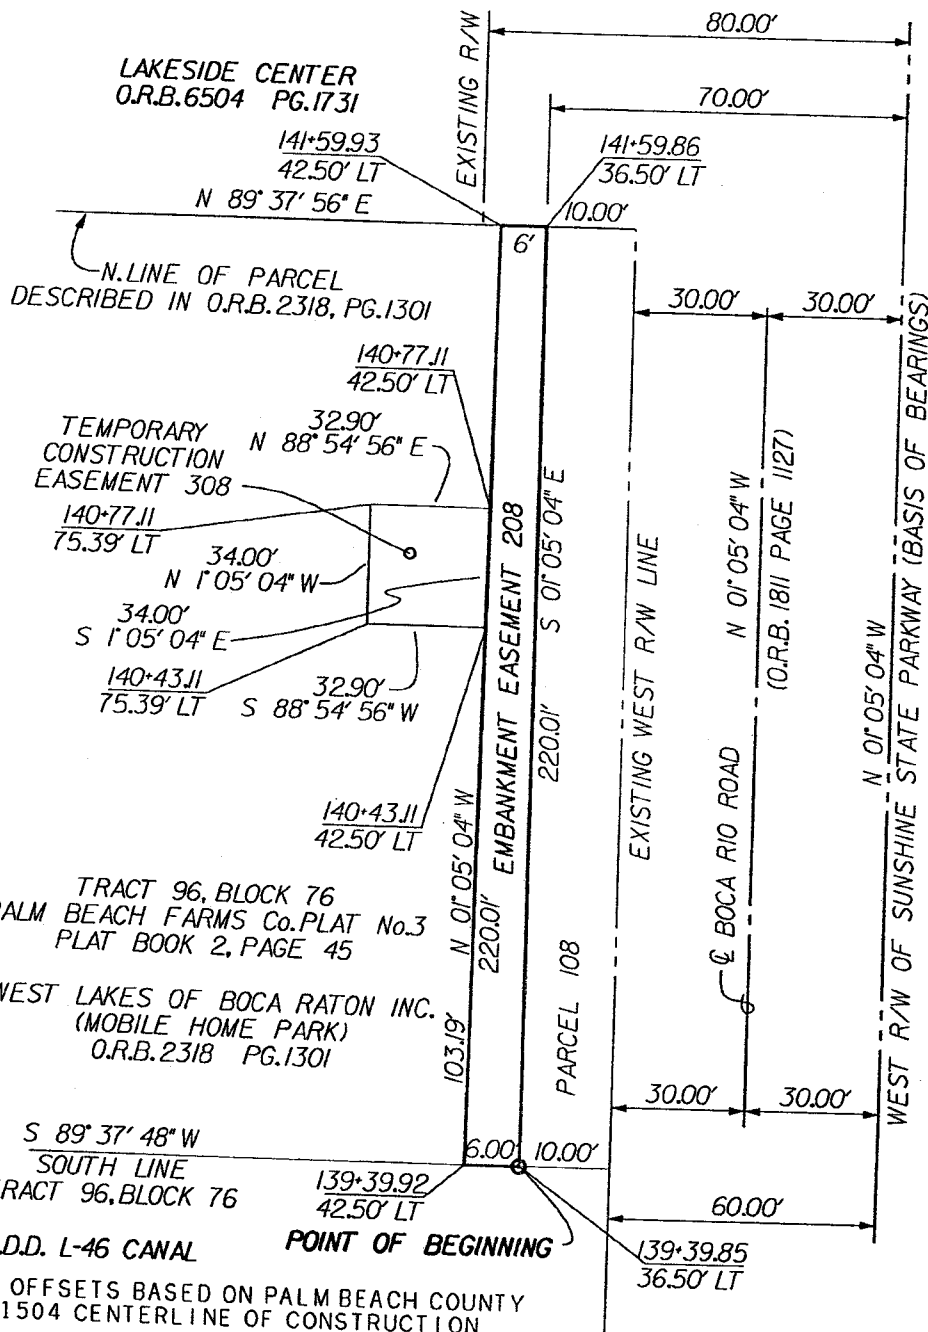 80.00'
EXISTING R/W
LAKESIDE CENTER
O.R.B.6504 PG.1731
70.00'
141+59.93
42.50' LT
141+59.86
36.50' LT
N 89° 37' 56" E
10.00'
6'
N.LINE OF PARCEL
DESCRIBED IN O.R.B.2318, PG.1301
30.00'
30.00'
140+77.11
42.50' LT
32.90'
N 88° 54' 56" E
TEMPORARY
CONSTRUCTION
EASEMENT 308
140+77.11
75.39' LT
34.00'
N 1° 05' 04" W
34.00'
S 1° 05' 04" E
140+43.11
75.39' LT
32.90'
S 88° 54' 56" W
140+43.11
42.50' LT
EMBANKMENT EASEMENT 208
S 01° 05' 04" E
220.01'
EXISTING WEST R/W LINE
N 01° 05' 04" W
(O.R.B. 1811 PAGE 1127)
℄ BOCA RIO ROAD
N 01° 05' 04" W
WEST R/W OF SUNSHINE STATE PARKWAY (BASIS OF BEARINGS)
N 01° 05' 04" W
220.01'
103.19'
PARCEL 108
TRACT 96, BLOCK 76
PALM BEACH FARMS Co.PLAT No.3
PLAT BOOK 2, PAGE 45
WEST LAKES OF BOCA RATON INC.
(MOBILE HOME PARK)
O.R.B.2318 PG.1301
30.00'
30.00'
S 89° 37' 48" W
SOUTH LINE
TRACT 96, BLOCK 76
6.00'
10.00'
139+39.92
42.50' LT
60.00'
.D.D. L-46 CANAL
POINT OF BEGINNING
139+39.85
36.50' LT
OFFSETS BASED ON PALM BEACH COUNTY
1504 CENTERLINE OF CONSTRUCTION